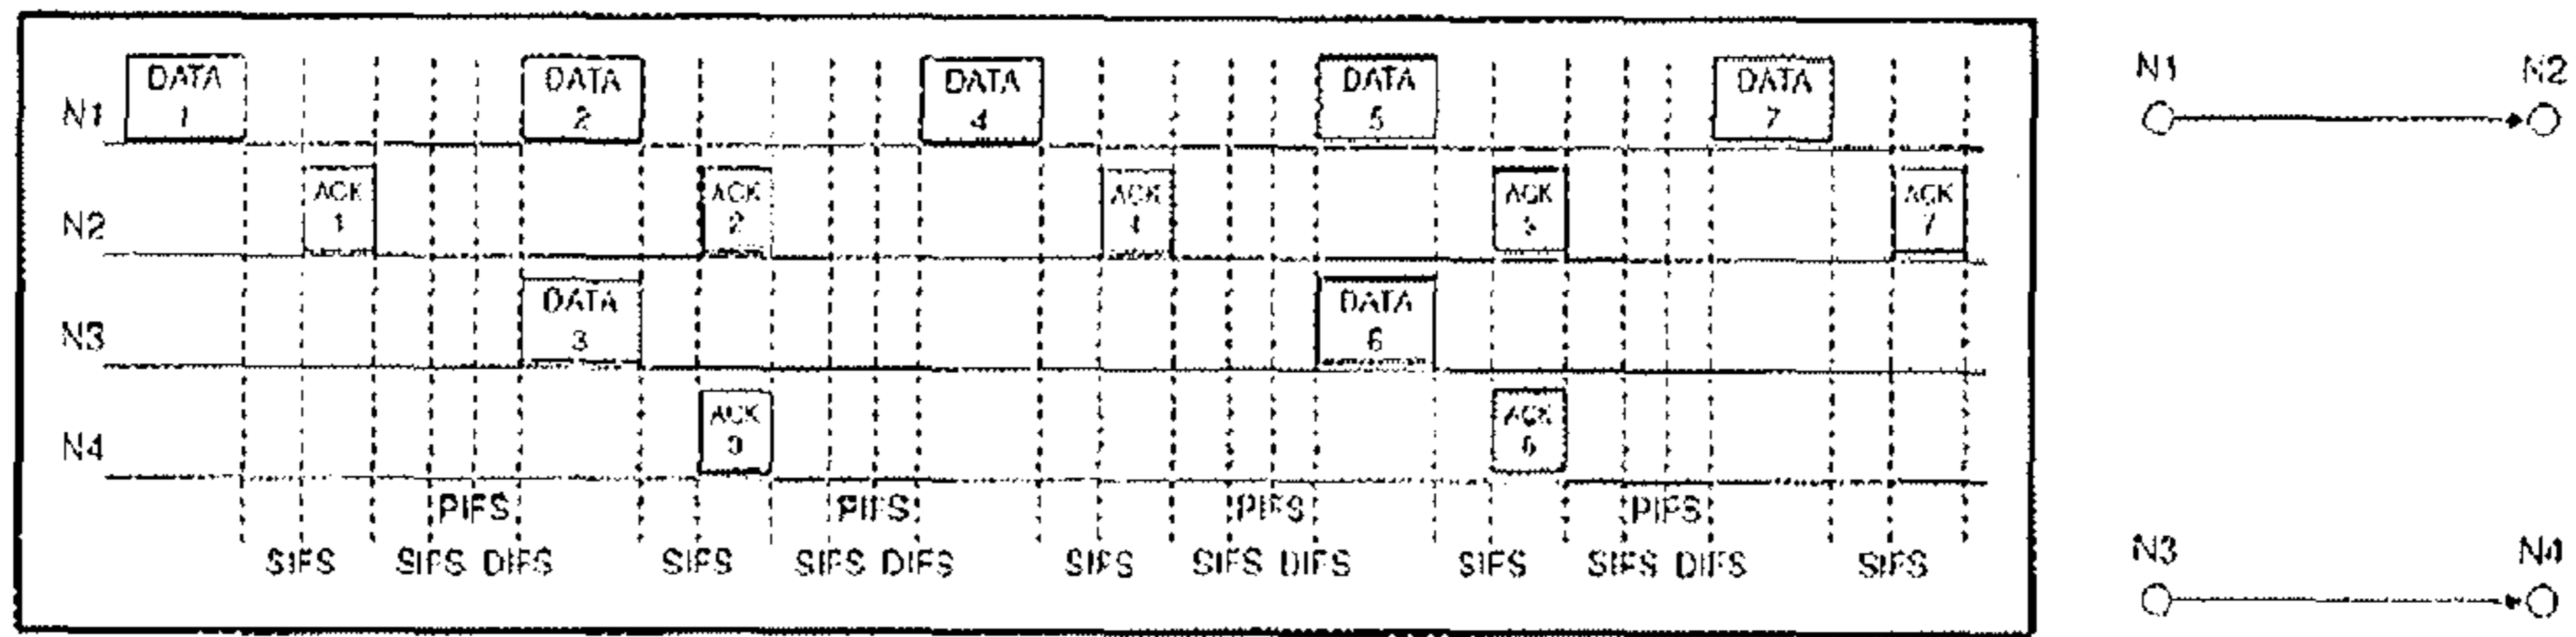 DATA 1 DATA 2 DATA 4 DATA 5 DATA 7
N1
ACK 1 ACK 2 ACK ACK ACK 7
N2
DATA 3 DATA 6
N3
ACK ACK 6
N4
PIFS PIFS PIFS PIFS
SIFS SIFS DIFS SIFS SIFS DIFS SIFS SIFS DIFS SIFS SIFS DIFS SIFS
N1 N2
N3 N4